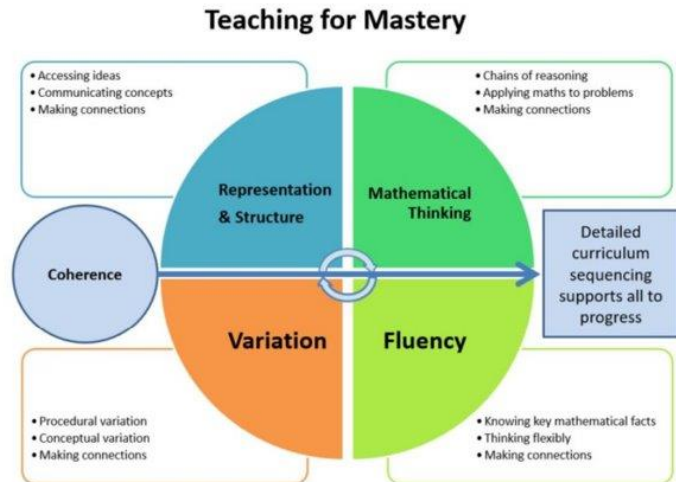 Teaching for Mastery
• Accessing ideas
• Communicating concepts
• Making connections
• Chains of reasoning
• Applying maths to problems
• Making connections
Representation
& Structure
Mathematical
Thinking
Coherence
Detailed
curriculum
sequencing
supports all to
progress
Variation
Fluency
• Procedural variation
• Conceptual variation
• Making connections
• Knowing key mathematical facts
• Thinking flexibly
• Making connections